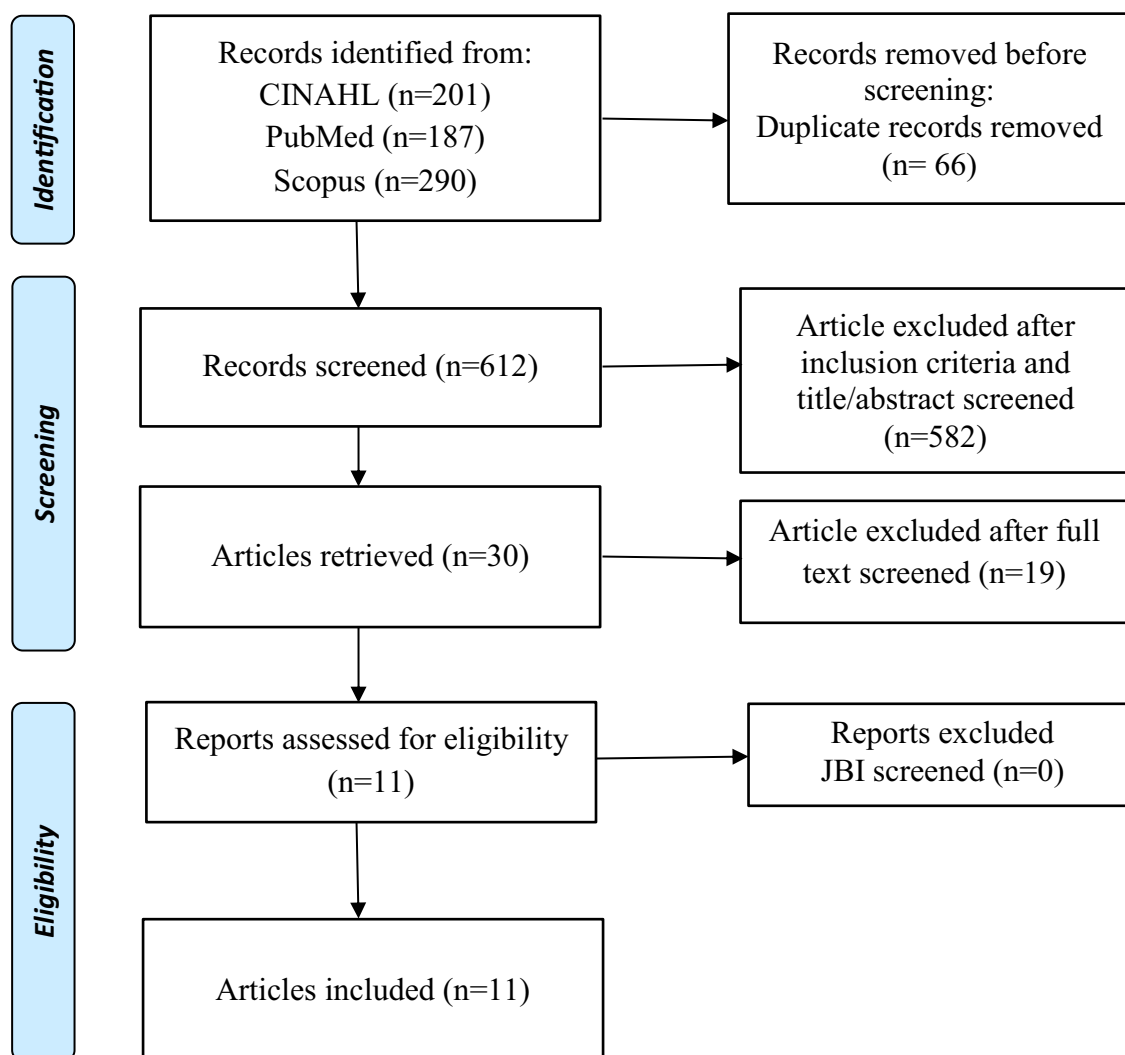 Identification
Records identified from:
CINAHL (n=201)
PubMed (n=187)
Scopus (n=290)
Records removed before
screening:
Duplicate records removed
(n= 66)
Screening
Records screened (n=612)
Article excluded after
inclusion criteria and
title/abstract screened
(n=582)
Articles retrieved (n=30)
Article excluded after full
text screened (n=19)
Eligibility
Reports assessed for eligibility
(n=11)
Reports excluded
JBI screened (n=0)
Articles included (n=11)